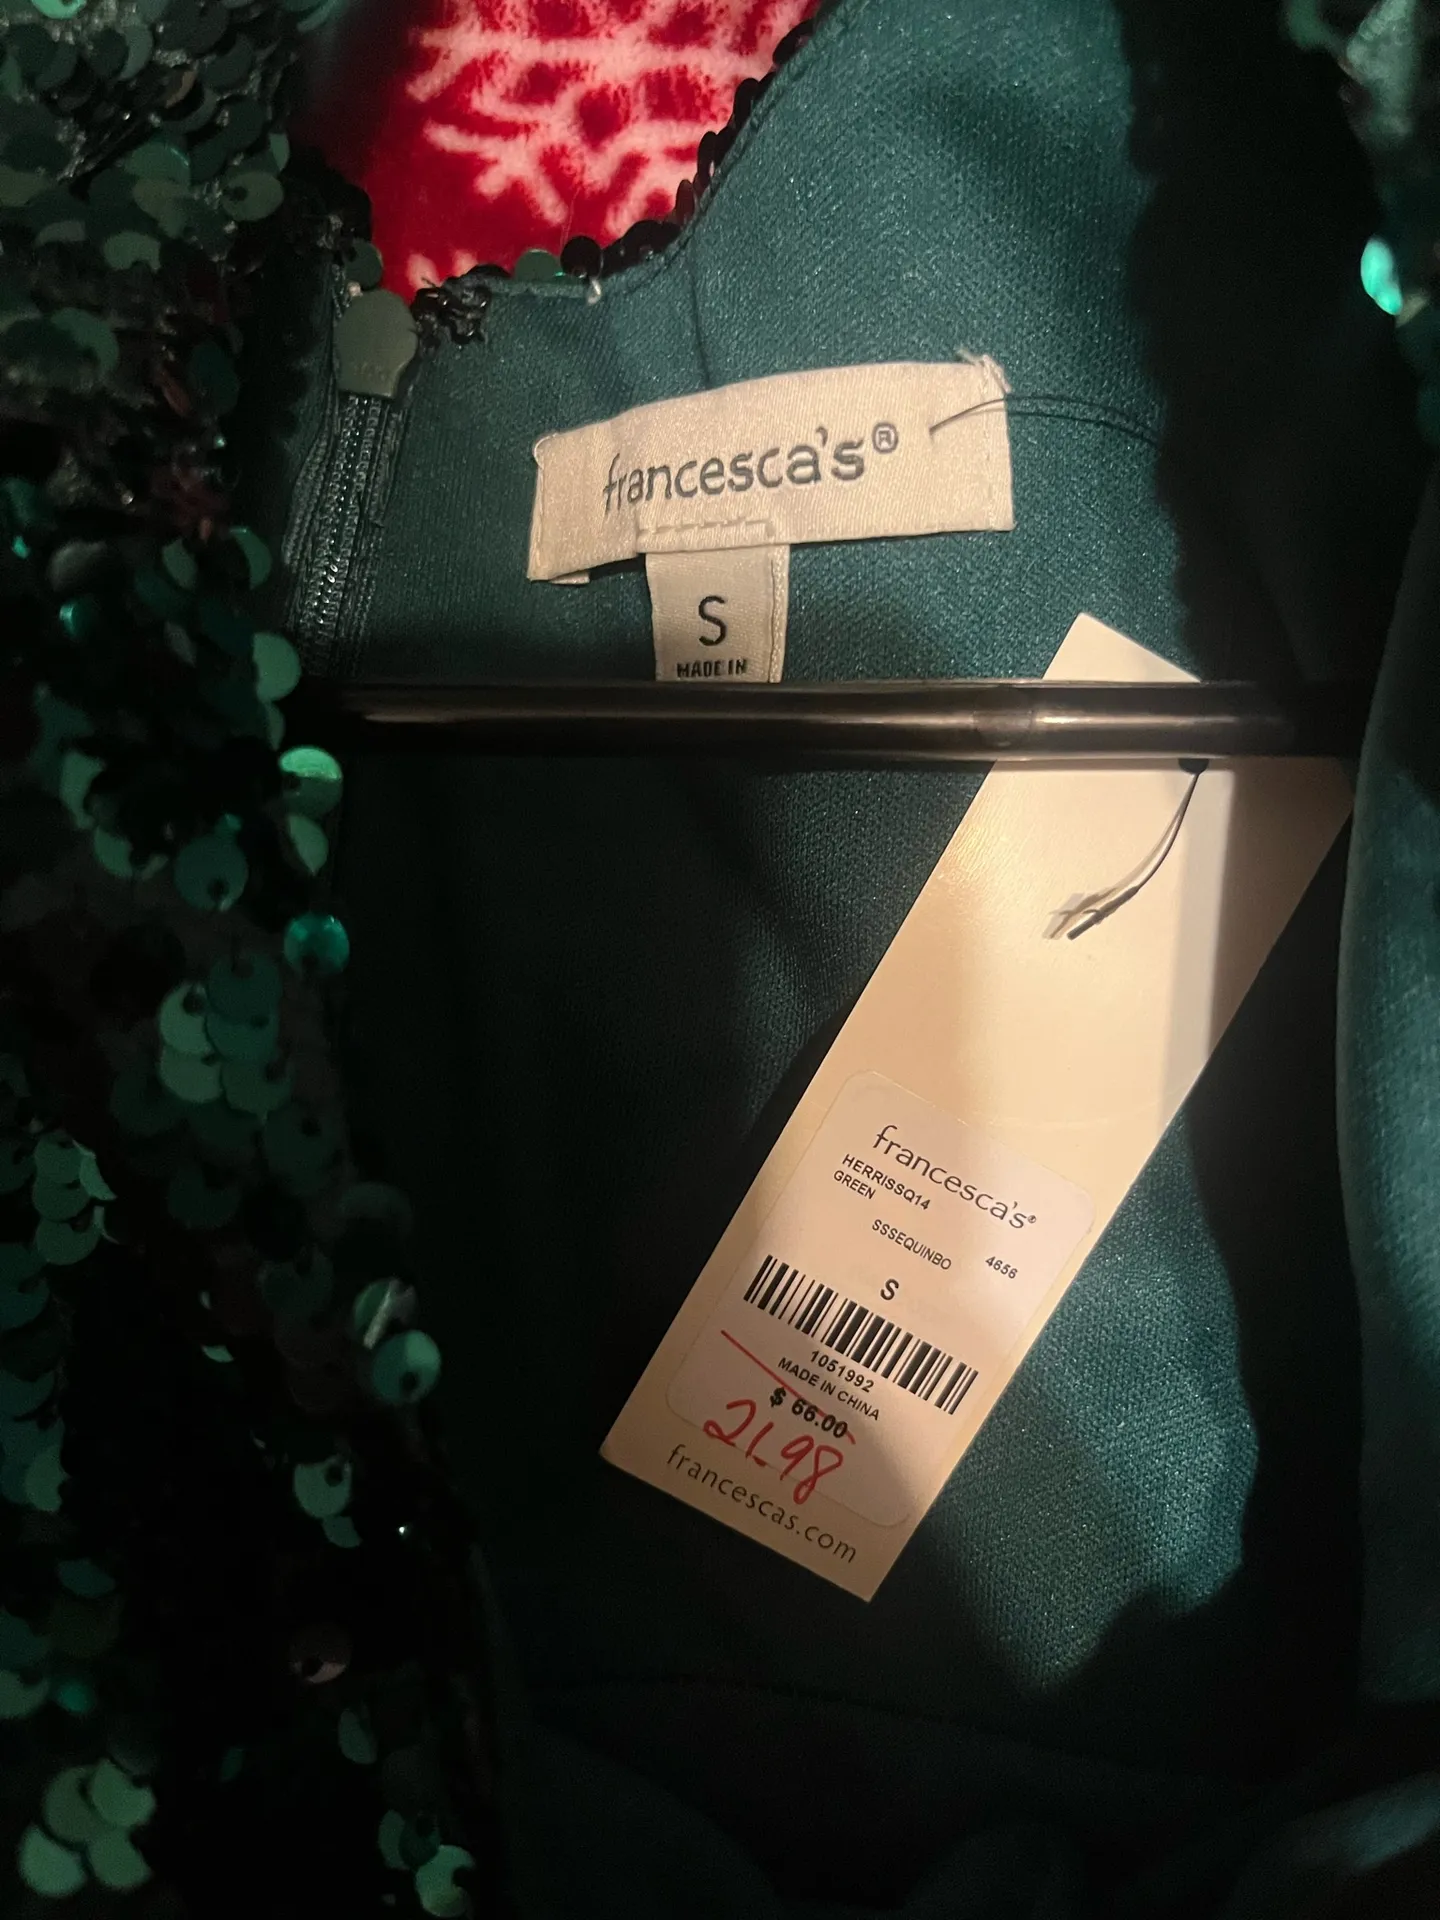 francesca's®
S
MADE IN
francesca's®
HERRISSQ14
GREEN
SSSEQUINBO 4656
S
1051992
MADE IN CHINA
$ 66.00
21.98
francescas.com